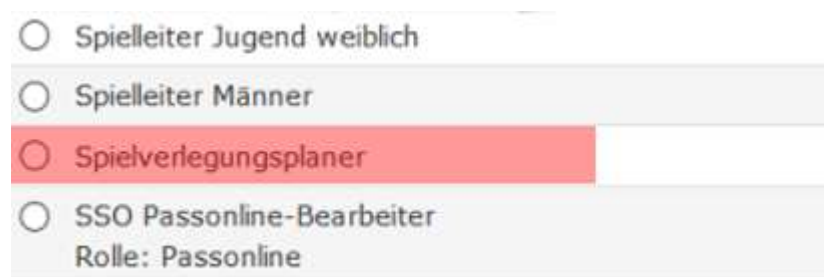 Spielleiter Jugend weiblich
Spielleiter Männer
Spielverlegungsplaner
SSO Passonline-Bearbeiter
Rolle: Passonline